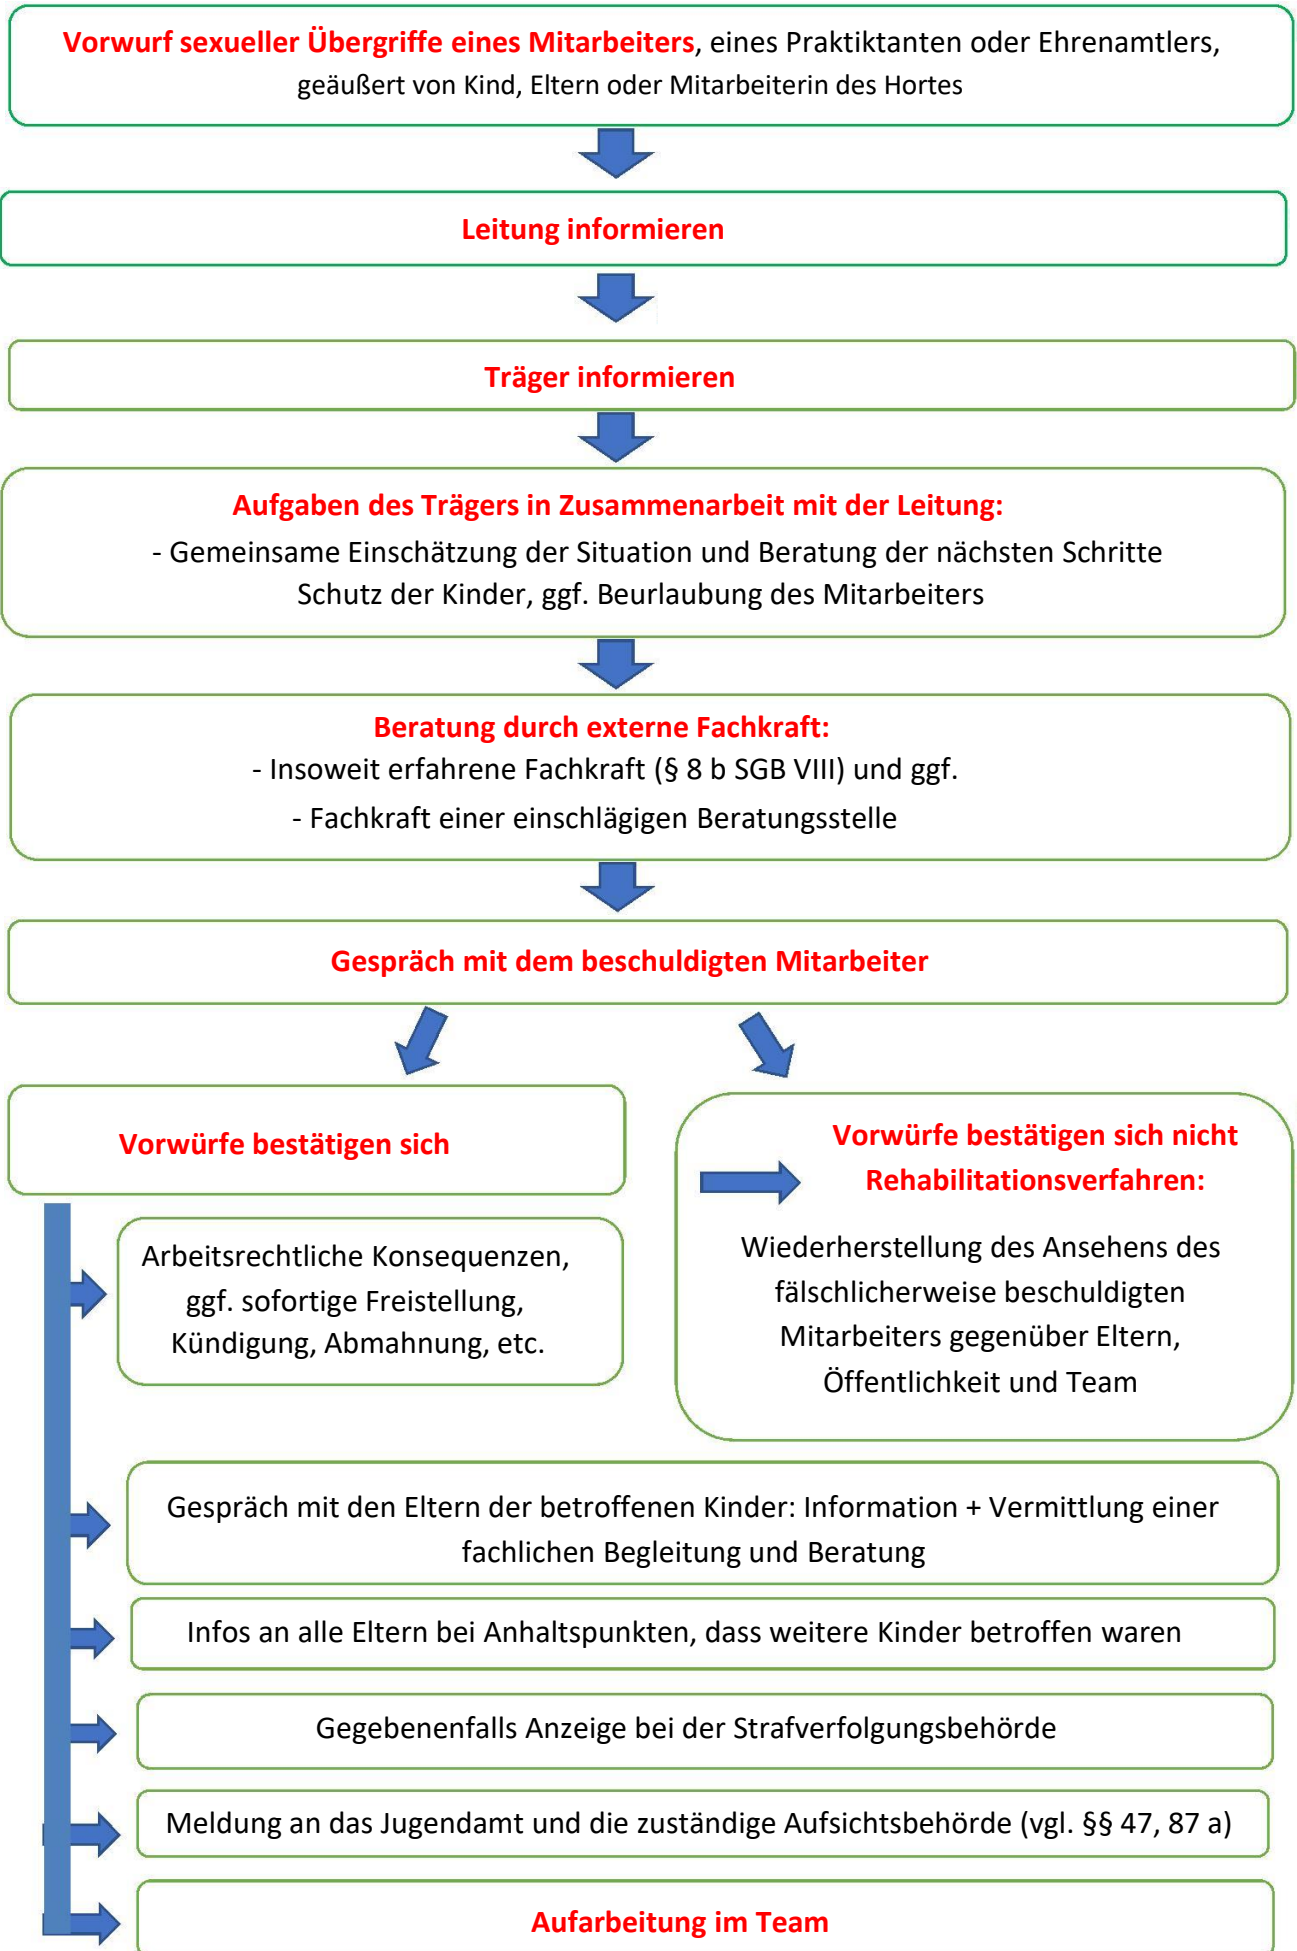 Vorwurf sexueller Übergriffe eines Mitarbeiters, eines Praktiktanten oder Ehrenamtlers,
geäußert von Kind, Eltern oder Mitarbeiterin des Hortes
Leitung informieren
Träger informieren
Aufgaben des Trägers in Zusammenarbeit mit der Leitung:
- Gemeinsame Einschätzung der Situation und Beratung der nächsten Schritte
Schutz der Kinder, ggf. Beurlaubung des Mitarbeiters
Beratung durch externe Fachkraft:
- Insoweit erfahrene Fachkraft (§ 8 b SGB VIII) und ggf.
- Fachkraft einer einschlägigen Beratungsstelle
Gespräch mit dem beschuldigten Mitarbeiter
Vorwürfe bestätigen sich
Arbeitsrechtliche Konsequenzen,
ggf. sofortige Freistellung,
Kündigung, Abmahnung, etc.
Vorwürfe bestätigen sich nicht
Rehabilitationsverfahren:
Wiederherstellung des Ansehens des
fälschlicherweise beschuldigten
Mitarbeiters gegenüber Eltern,
Öffentlichkeit und Team
Gespräch mit den Eltern der betroffenen Kinder: Information + Vermittlung einer
fachlichen Begleitung und Beratung
Infos an alle Eltern bei Anhaltspunkten, dass weitere Kinder betroffen waren
Gegebenenfalls Anzeige bei der Strafverfolgungsbehörde
Meldung an das Jugendamt und die zuständige Aufsichtsbehörde (vgl. §§ 47, 87 a)
Aufarbeitung im Team